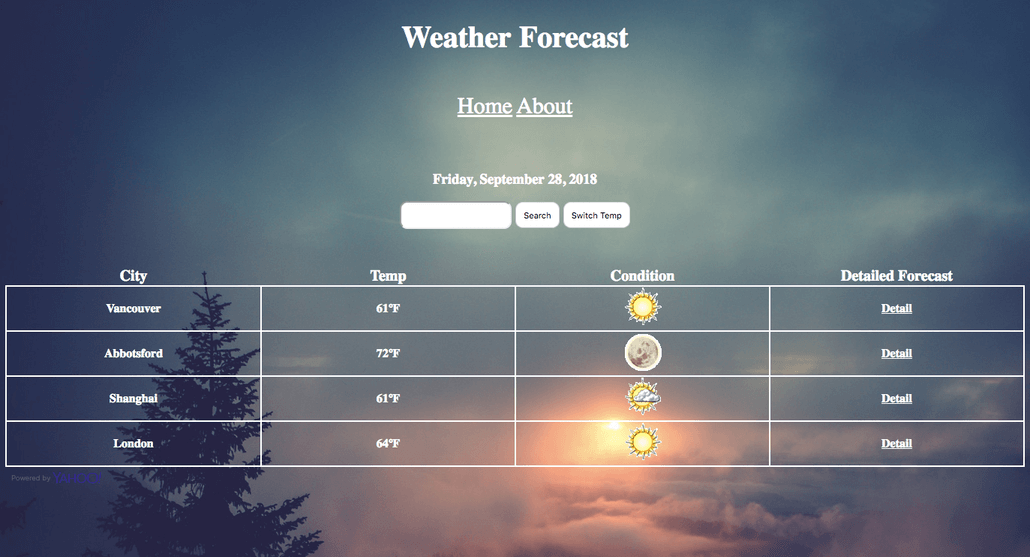 Weather Forecast
Home About
Friday, September 28, 2018
Search Switch Temp
City Temp Condition Detailed Forecast
Vancouver 61°F Detail
Abbotsford 72°F Detail
Shanghai 61°F Detail
London 64°F Detail
Powered by YAHOO!